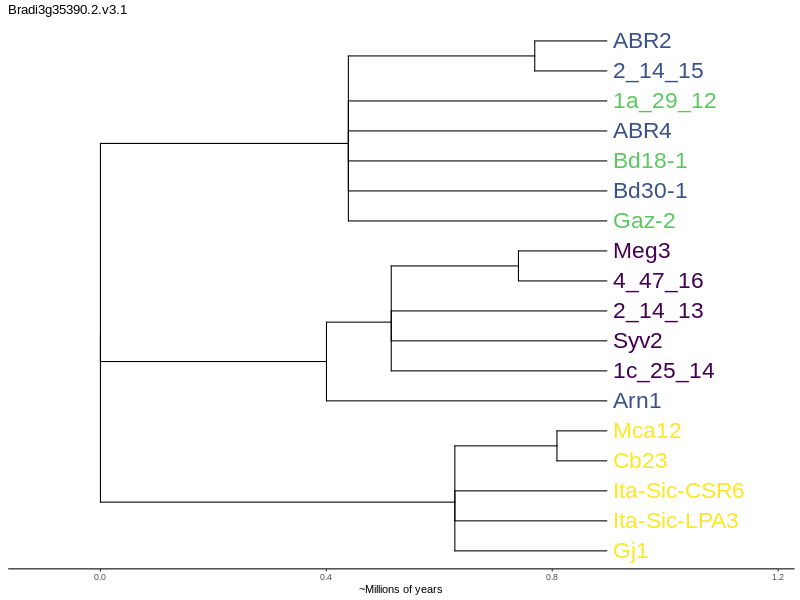 Bradi3g35390.2.v3.1
ABR2
2_14_15
1a_29_12
ABR4
Bd18-1
Bd30-1
Gaz-2
Meg3
4_47_16
2_14_13
Syv2
1c_25_14
Arn1
Mca12
Cb23
Ita-Sic-CSR6
Ita-Sic-LPA3
Gj1
0.0 0.4 0.8 1.2
~Millions of years